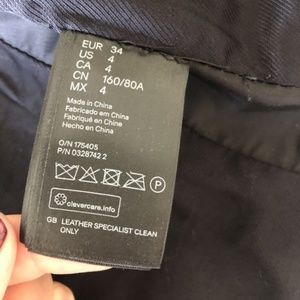 EUR 34
US 4
CA 4
CN 160/80A
MX 4
Made in China
Fabricado em China
Fabriqué en Chine
Hecho en China
O/N 175405
P/N 0328742 2
P
clevercare.info
GB LEATHER SPECIALIST CLEAN
ONLY